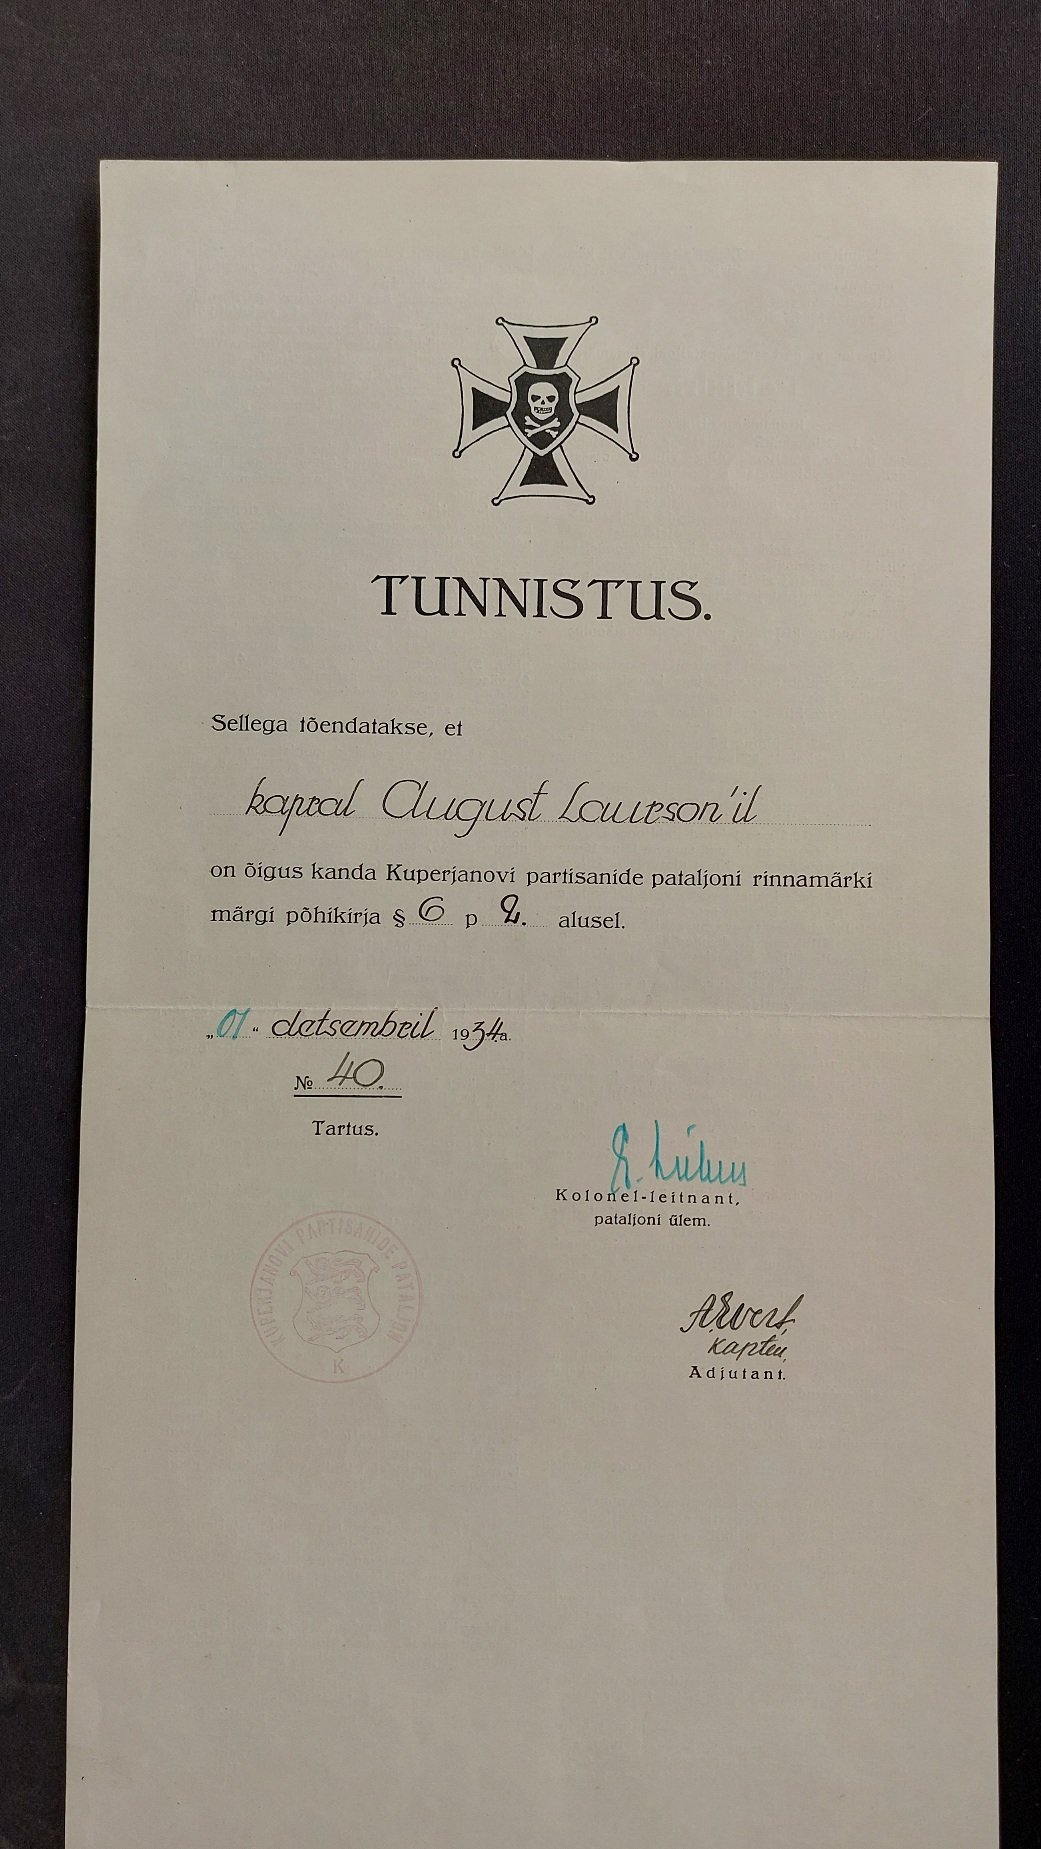 TUNNISTUS.
Sellega tõendatakse, et
kapral August Laurson'il
on õigus kanda Kuperjanovi partisanide pataljoni rinnamärki
märgi põhikirja § 6 p 2. alusel.
„01“ detsembril 1934.a.
№ 40.
Tartus.
Kolonel-leitnant,
pataljoni ülem.
KUPERJANOVI PARTISANIDE PATALJON
K
A. Evert,
kapten,
Adjutant.